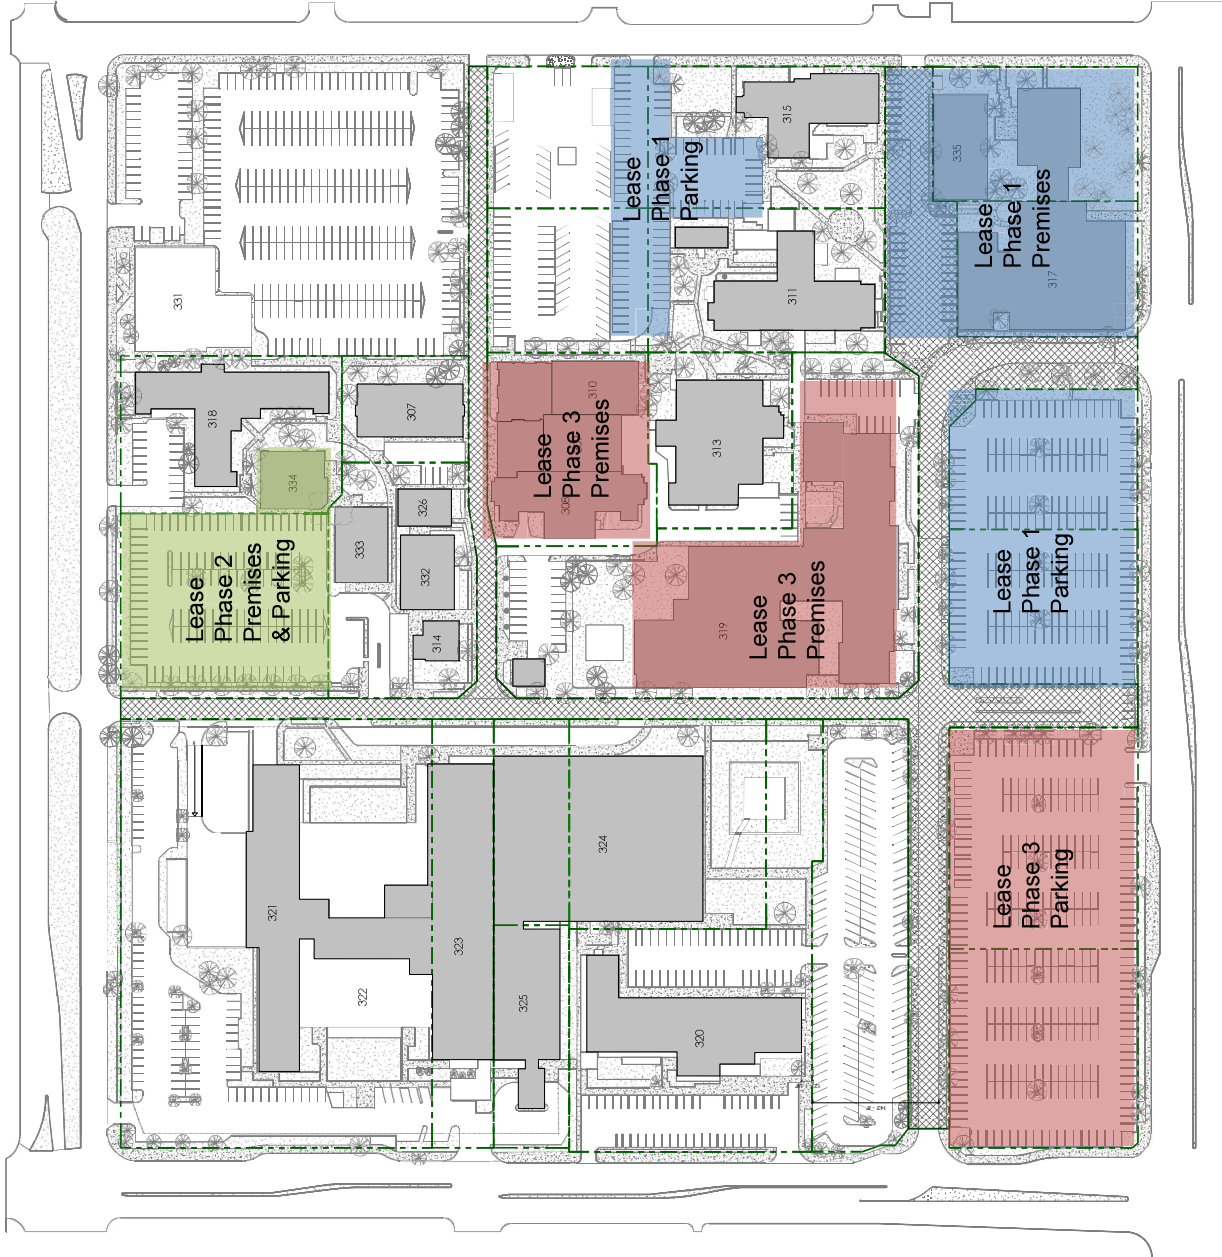 315
335
Lease
Phase 1
Parking
Lease
Phase 1
Premises
331
311
317
318
307
310
Lease
Phase 3
Premises
308
313
334
326
333
332
314
Lease
Phase 2
Premises
& Parking
319
Lease
Phase 3
Premises
Lease
Phase 1
Parking
324
321
323
322
325
320
Lease
Phase 3
Parking